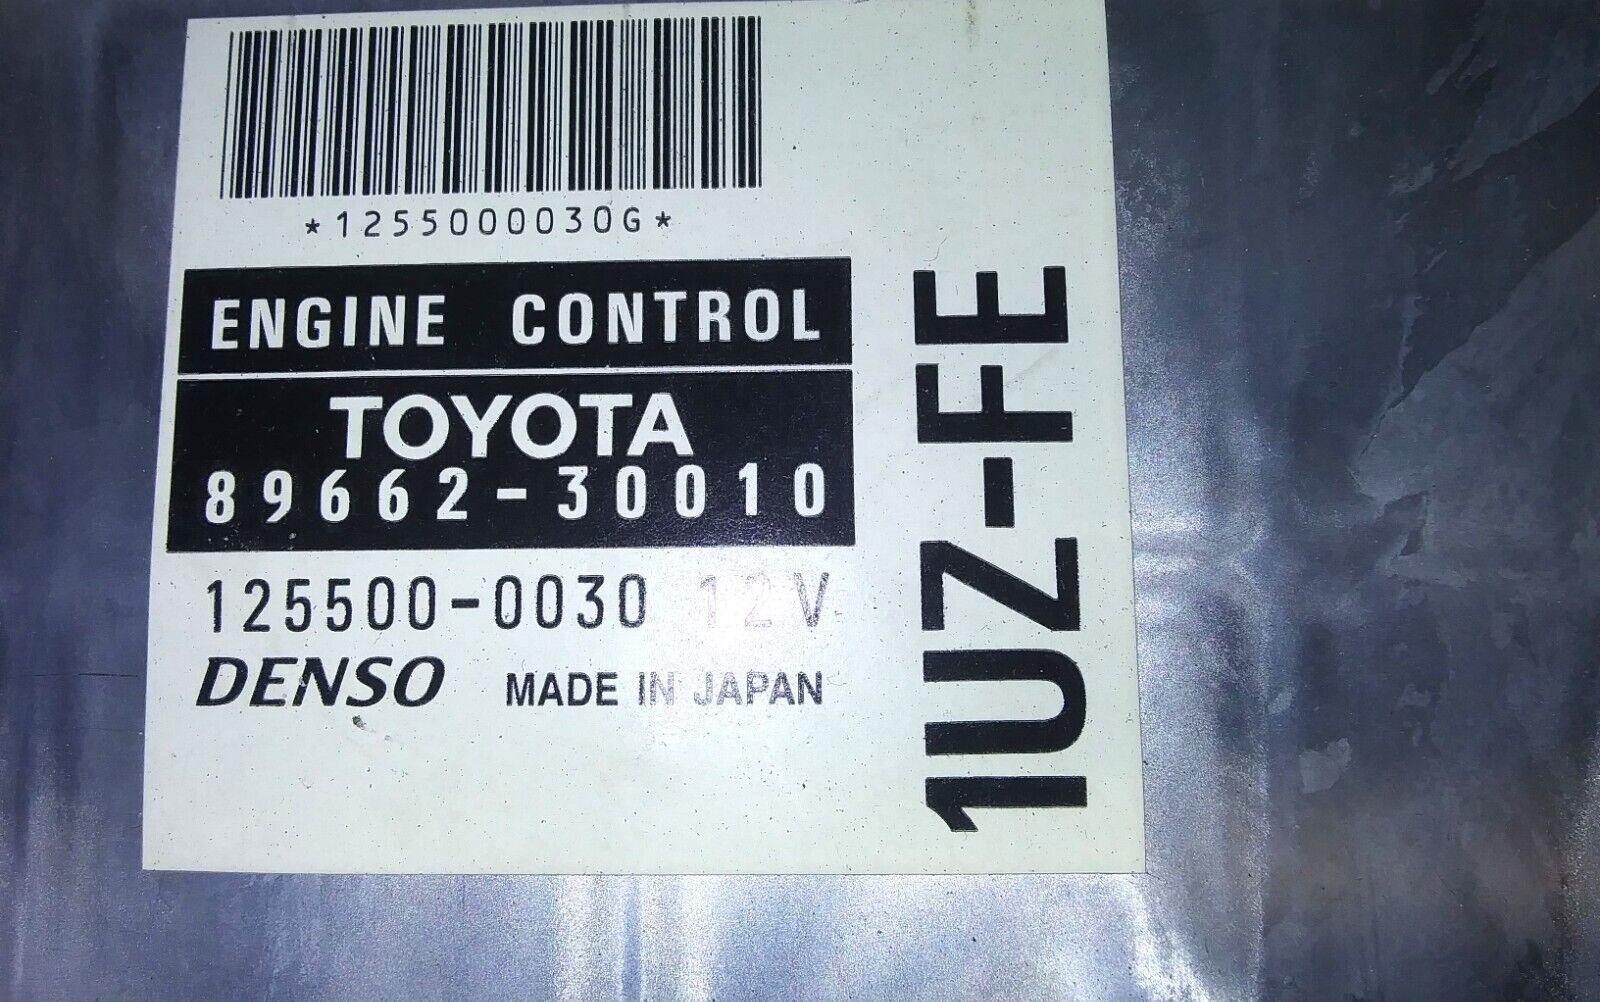 *1255000030G*
ENGINE CONTROL
TOYOTA
89662-30010
125500-0030 12V
DENSO MADE IN JAPAN
1UZ-FE